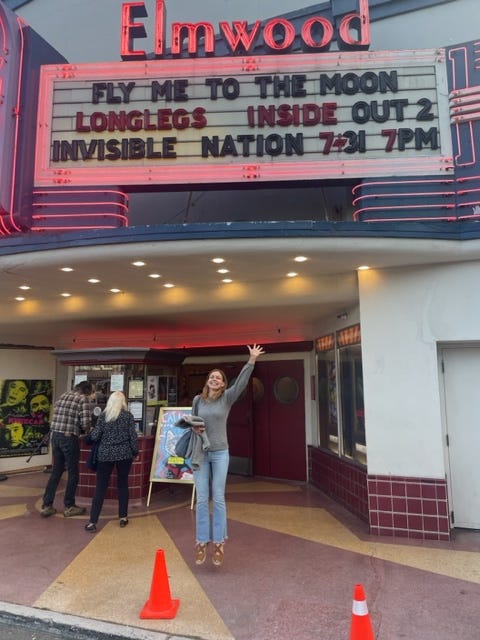 Elmwood
FLY ME TO THE MOON
LONGLEGS INSIDE OUT 2
INVISIBLE NATION 7-31 7PM